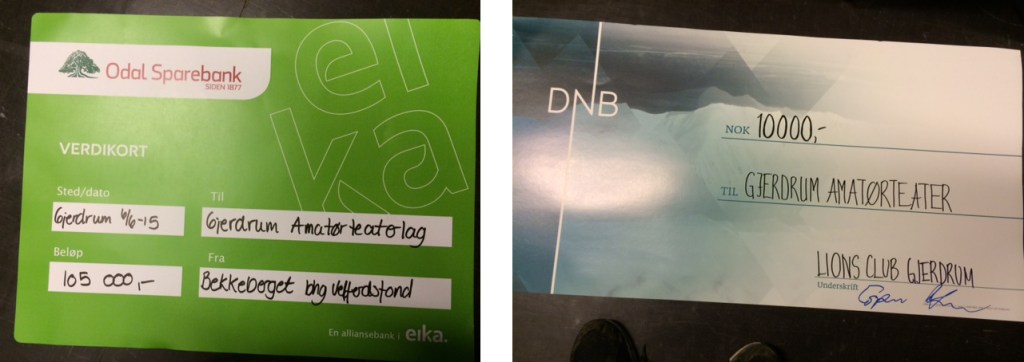 eika
Odal Sparebank
SIDEN 1877
VERDIKORT
Sted/dato
Til
Gjerdrum 6/6-15
Gjerdrum Amatørteaterlag
Beløp
Fra
105 000,-
Bekkeberget bhg velferdsfond
En alliansebank i eika.
DNB
NOK 10000,-
TIL GJERDRUM AMATØRTEATER
LIONS CLUB GJERDRUM
Underskrift